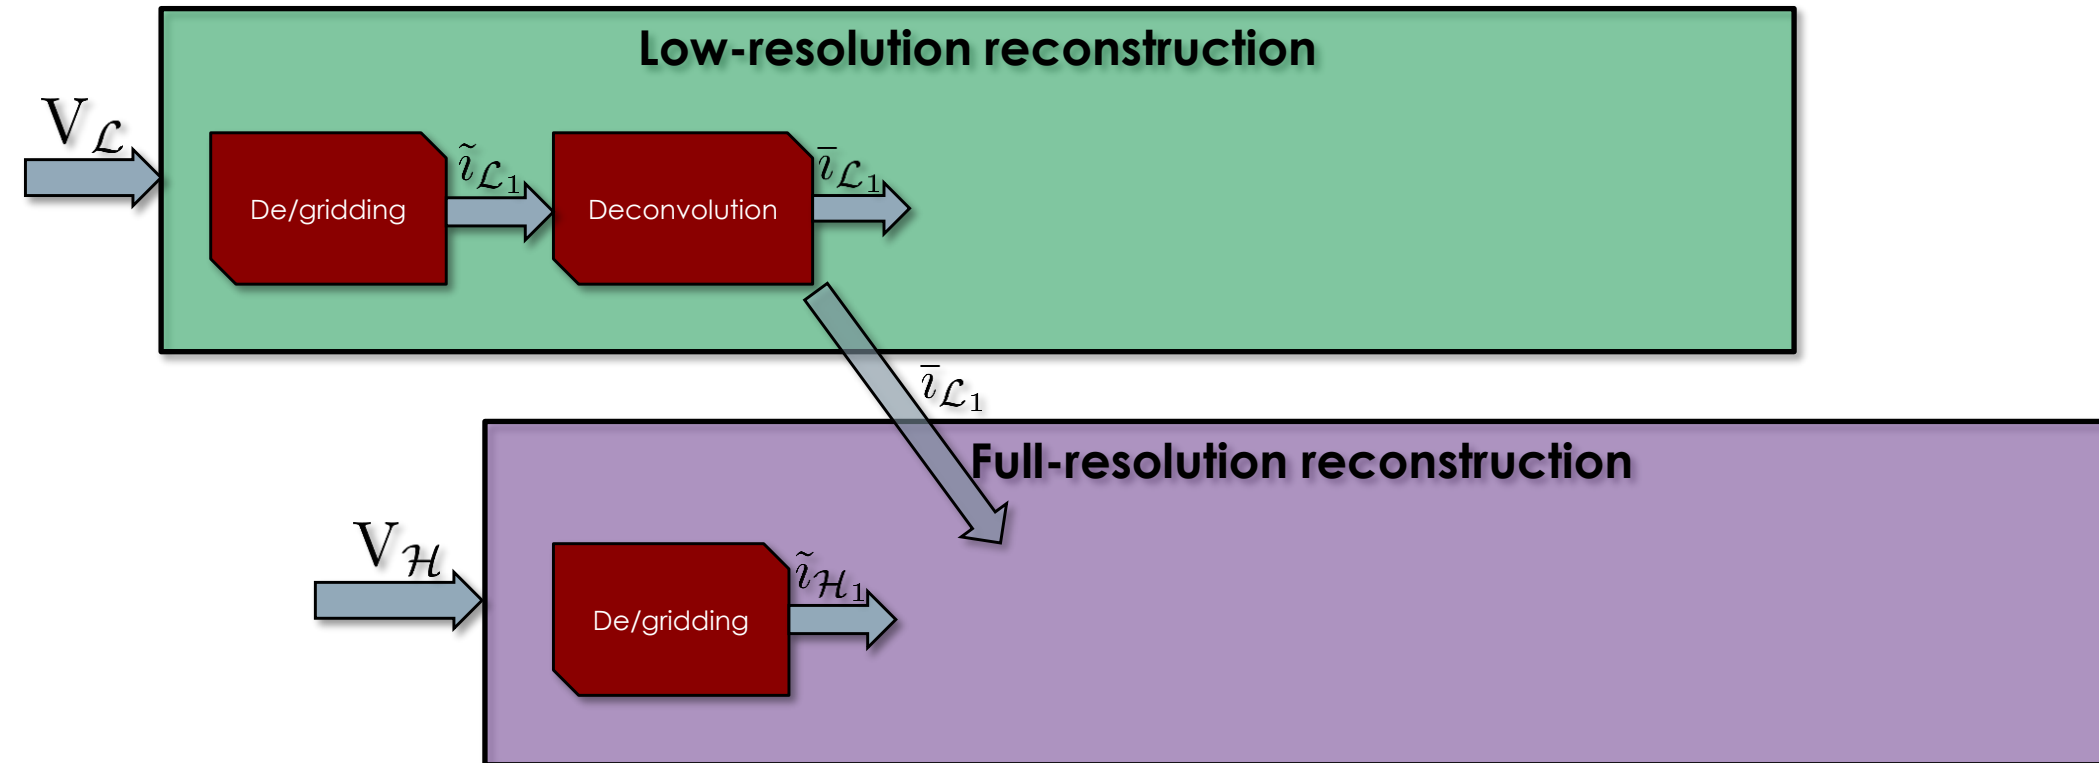 Low-resolution reconstruction
V_ℒ
De/gridding
ĩ_ℒ₁
Deconvolution
ī_ℒ₁
ī_ℒ₁
Full-resolution reconstruction
V_ℋ
De/gridding
ĩ_ℋ₁